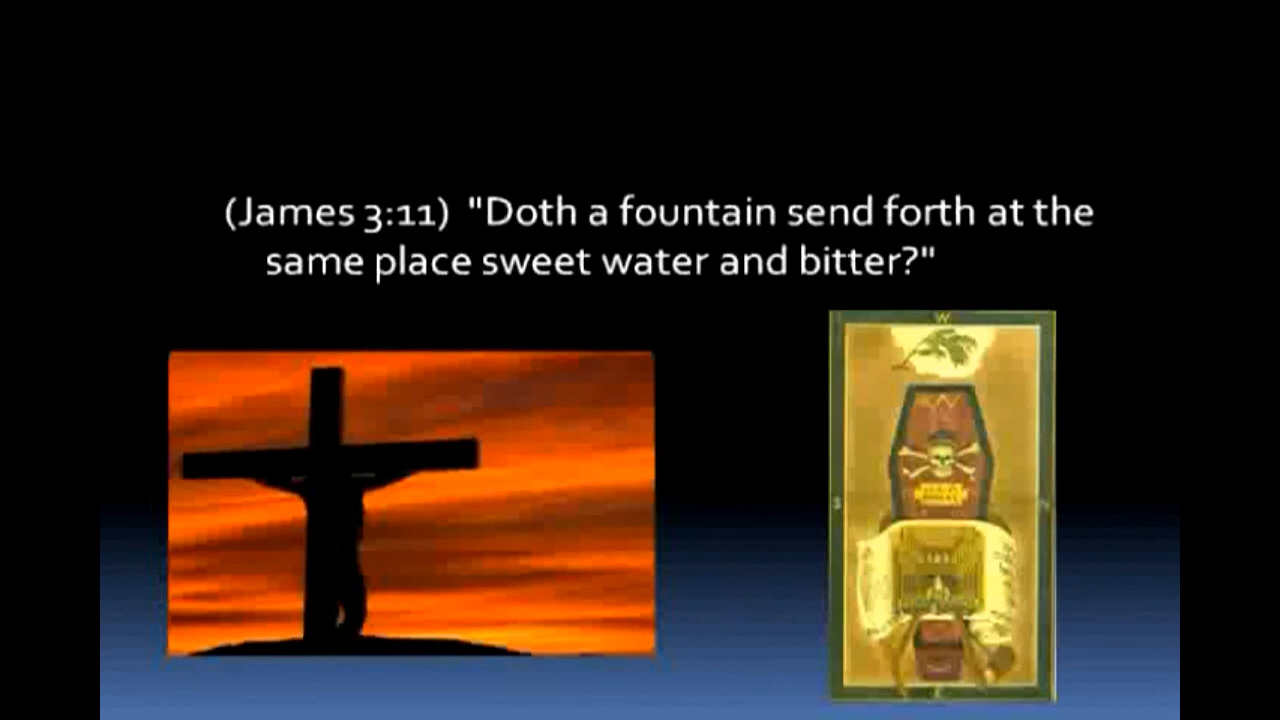 (James 3:11) "Doth a fountain send forth at the
same place sweet water and bitter?"
W